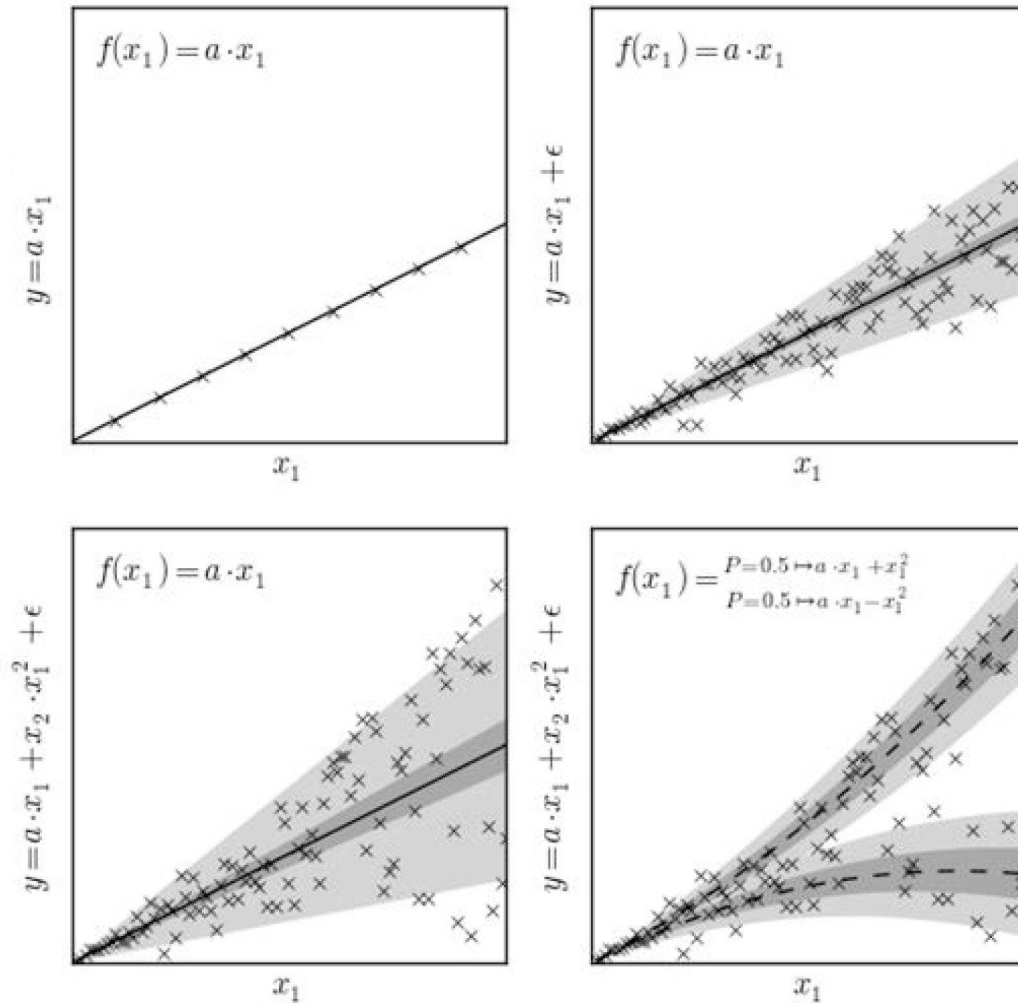 f(x₁) = a · x₁
y = a · x₁
x₁
f(x₁) = a · x₁
y = a · x₁ + ϵ
x₁
f(x₁) = a · x₁
y = a · x₁ + x₂ · x₁² + ϵ
x₁
f(x₁) = P = 0.5 ↦ a · x₁ + x₁²
P = 0.5 ↦ a · x₁ − x₁²
y = a · x₁ + x₂ · x₁² + ϵ
x₁